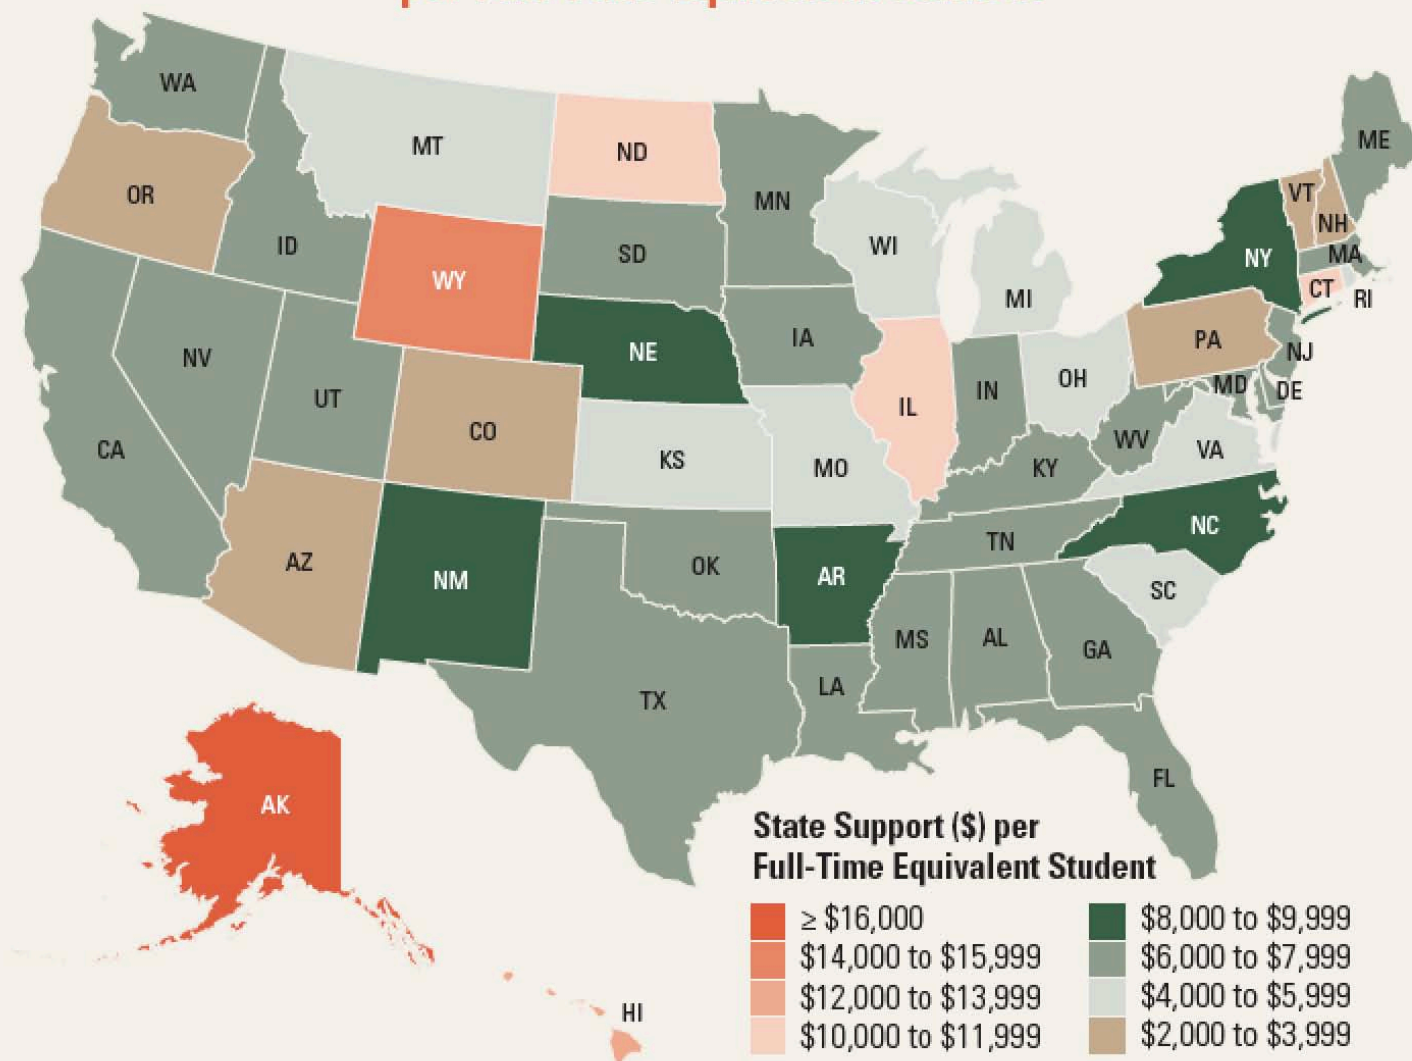 WA
MT
ND
MN
ME
OR
ID
WY
SD
WI
MI
VT
NH
NY
MA
CT
RI
NV
UT
CO
NE
IA
IL
IN
OH
PA
NJ
MD
DE
CA
KS
MO
KY
WV
VA
AZ
NM
OK
AR
TN
NC
SC
TX
LA
MS
AL
GA
FL
AK
HI
State Support ($) per
Full-Time Equivalent Student
≥ $16,000
$14,000 to $15,999
$12,000 to $13,999
$10,000 to $11,999
$8,000 to $9,999
$6,000 to $7,999
$4,000 to $5,999
$2,000 to $3,999